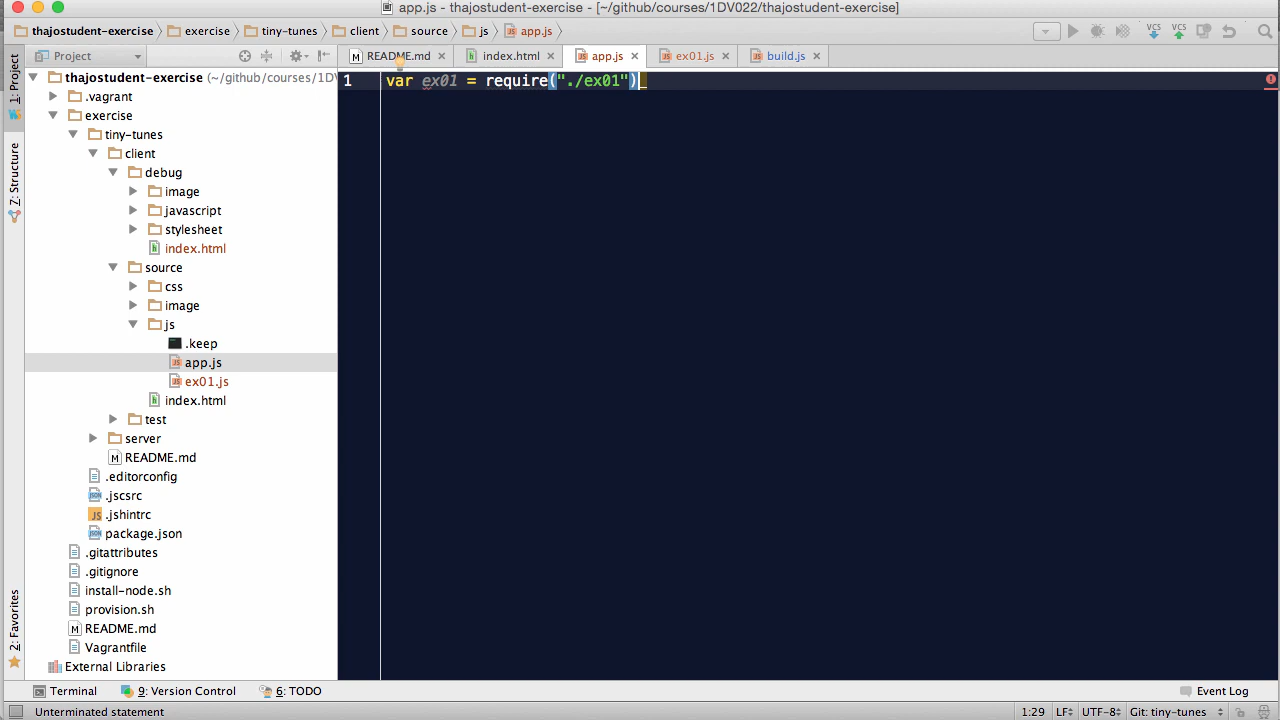 app.js - thajostudent-exercise - [~/github/courses/1DV022/thajostudent-exercise]
thajostudent-exercise exercise tiny-tunes client source js app.js
1: Project
Project
README.md index.html app.js ex01.js build.js
thajostudent-exercise (~/github/courses/1DV
1 var ex01 = require("./ex01")
.vagrant
exercise
tiny-tunes
client
debug
image
javascript
stylesheet
index.html
source
css
image
js
.keep
app.js
ex01.js
index.html
test
server
README.md
.editorconfig
.jscsrc
.jshintrc
package.json
.gitattributes
.gitignore
install-node.sh
provision.sh
README.md
Vagrantfile
External Libraries
Z: Structure
2: Favorites
VCS VCS
Terminal 9: Version Control 6: TODO Event Log
Unterminated statement 1:29 LF UTF-8 Git: tiny-tunes